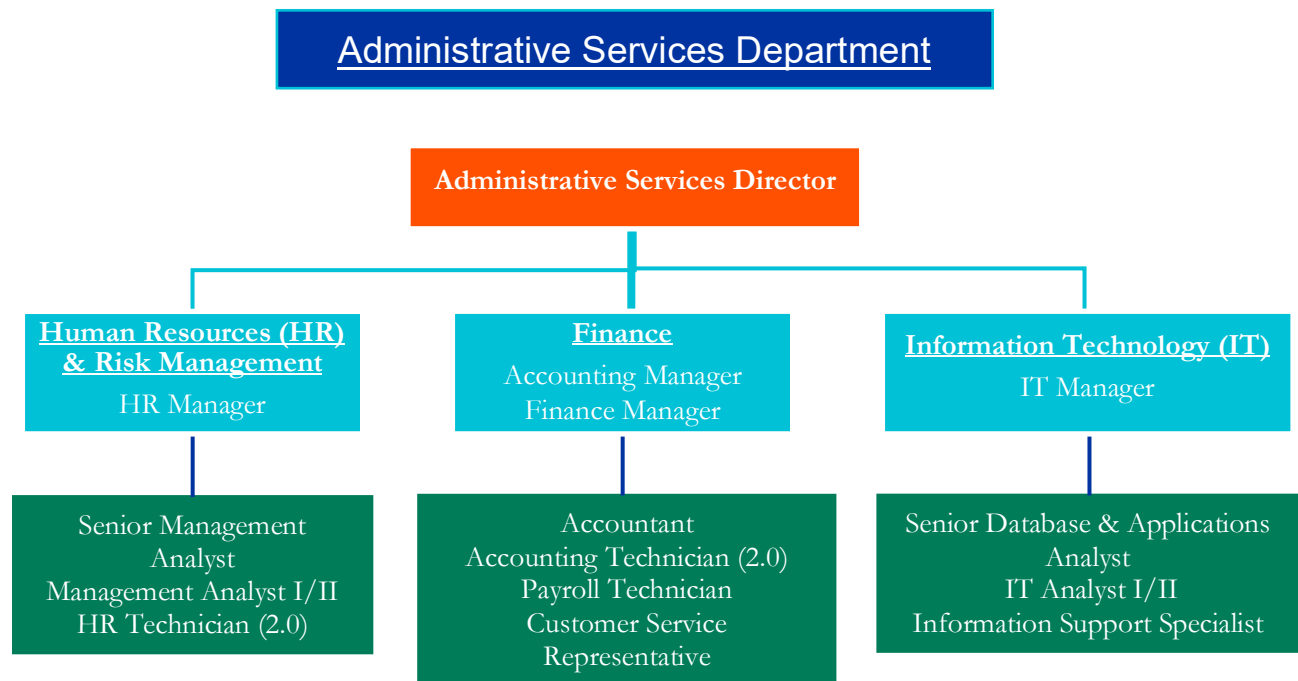 Administrative Services Department
Administrative Services Director
Human Resources (HR)
& Risk Management
HR Manager
Finance
Accounting Manager
Finance Manager
Information Technology (IT)
IT Manager
Senior Management
Analyst
Management Analyst I/II
HR Technician (2.0)
Accountant
Accounting Technician (2.0)
Payroll Technician
Customer Service
Representative
Senior Database & Applications
Analyst
IT Analyst I/II
Information Support Specialist